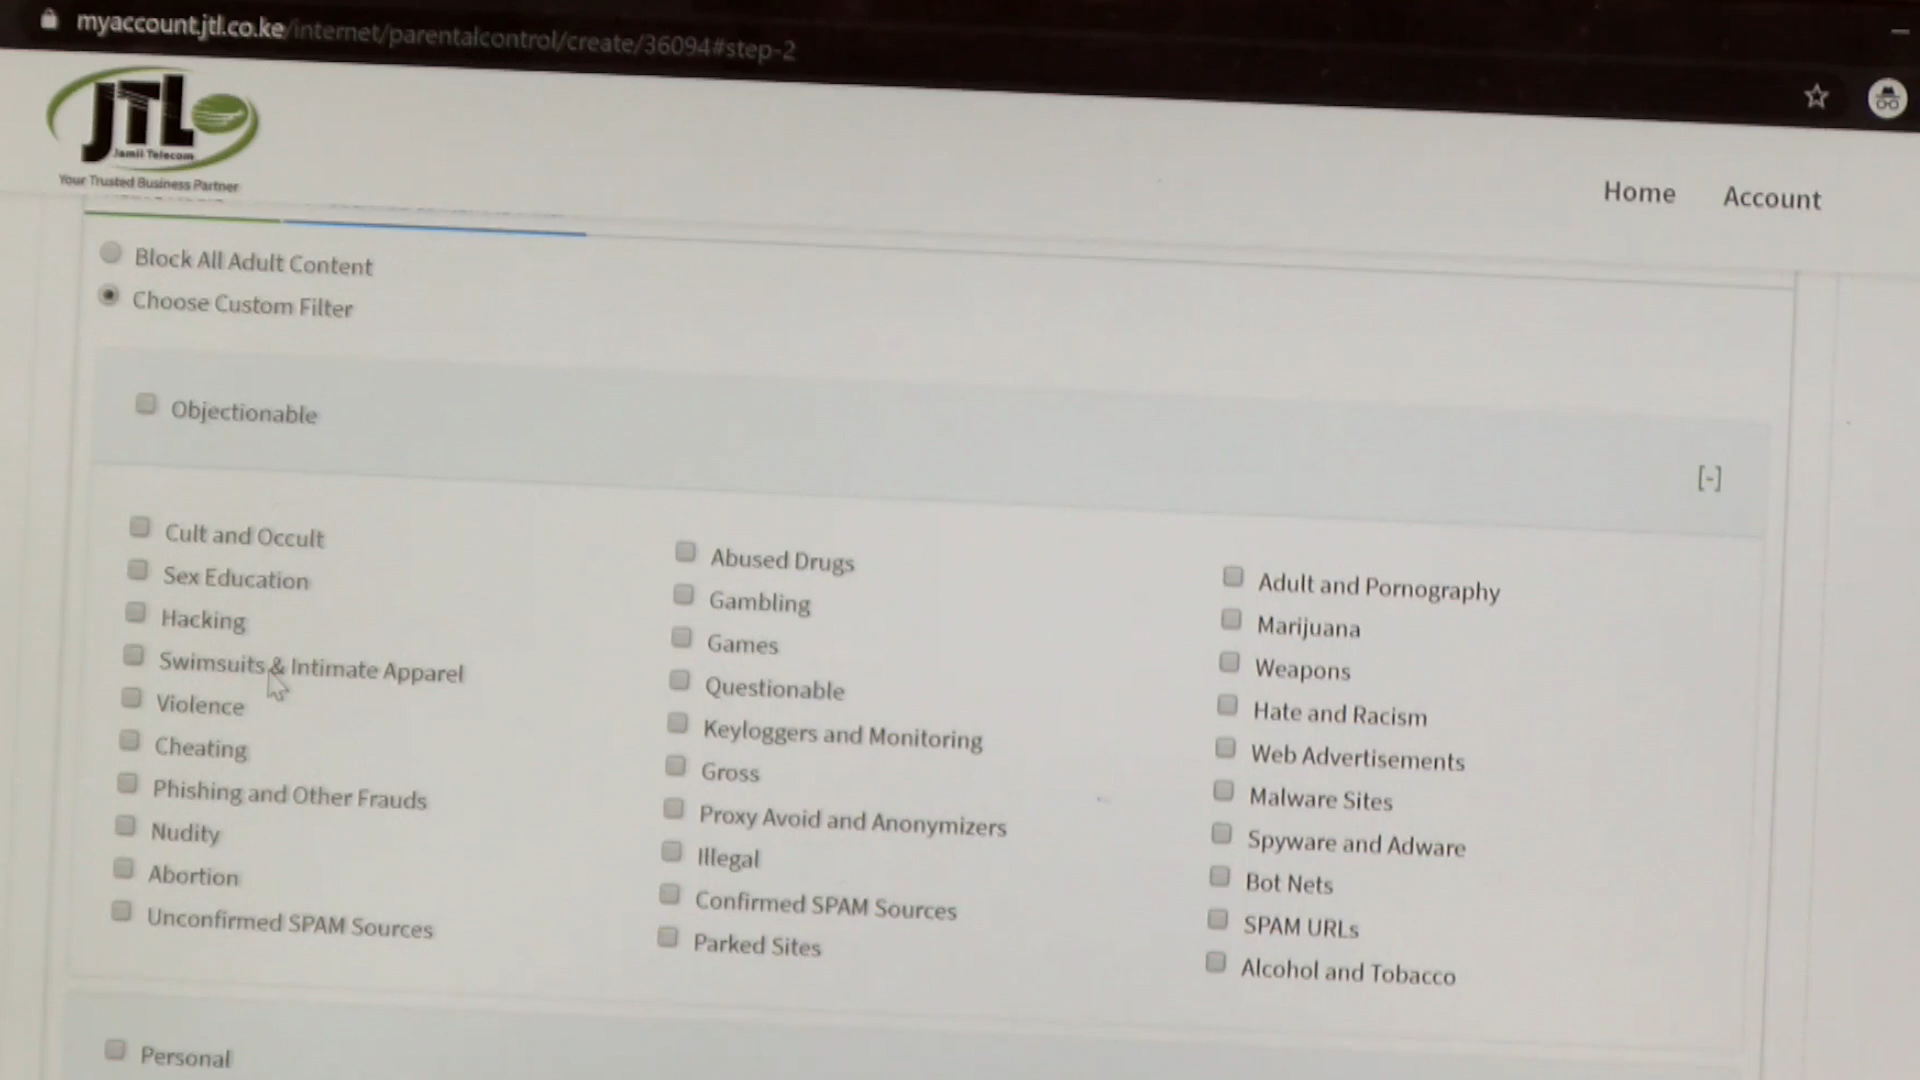 myaccount.jtl.co.ke/internet/parentalcontrol/create/36094#step-2
JTL
Jamii Telecom
Your Trusted Business Partner
Home
Account
Block All Adult Content
Choose Custom Filter
Objectionable
[-]
Cult and Occult
Sex Education
Hacking
Swimsuits & Intimate Apparel
Violence
Cheating
Phishing and Other Frauds
Nudity
Abortion
Unconfirmed SPAM Sources
Abused Drugs
Gambling
Games
Questionable
Keyloggers and Monitoring
Gross
Proxy Avoid and Anonymizers
Illegal
Confirmed SPAM Sources
Parked Sites
Adult and Pornography
Marijuana
Weapons
Hate and Racism
Web Advertisements
Malware Sites
Spyware and Adware
Bot Nets
SPAM URLs
Alcohol and Tobacco
Personal